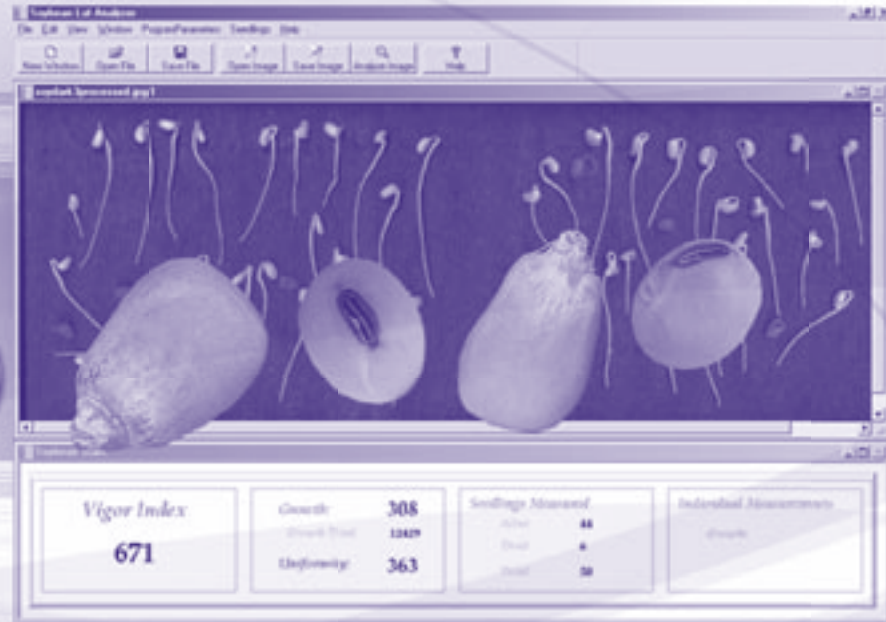 Soybean Lot Analyzer
File Edit View Window Program Parameters Seedlings Help
New Window Open File Save File Open Image Save Image Analyze Image Help
Vigor Index
671
Growth: 308
12429
Uniformity: 363
Seedlings Measured
44
6
Total 50
Individual Measurements
Growth